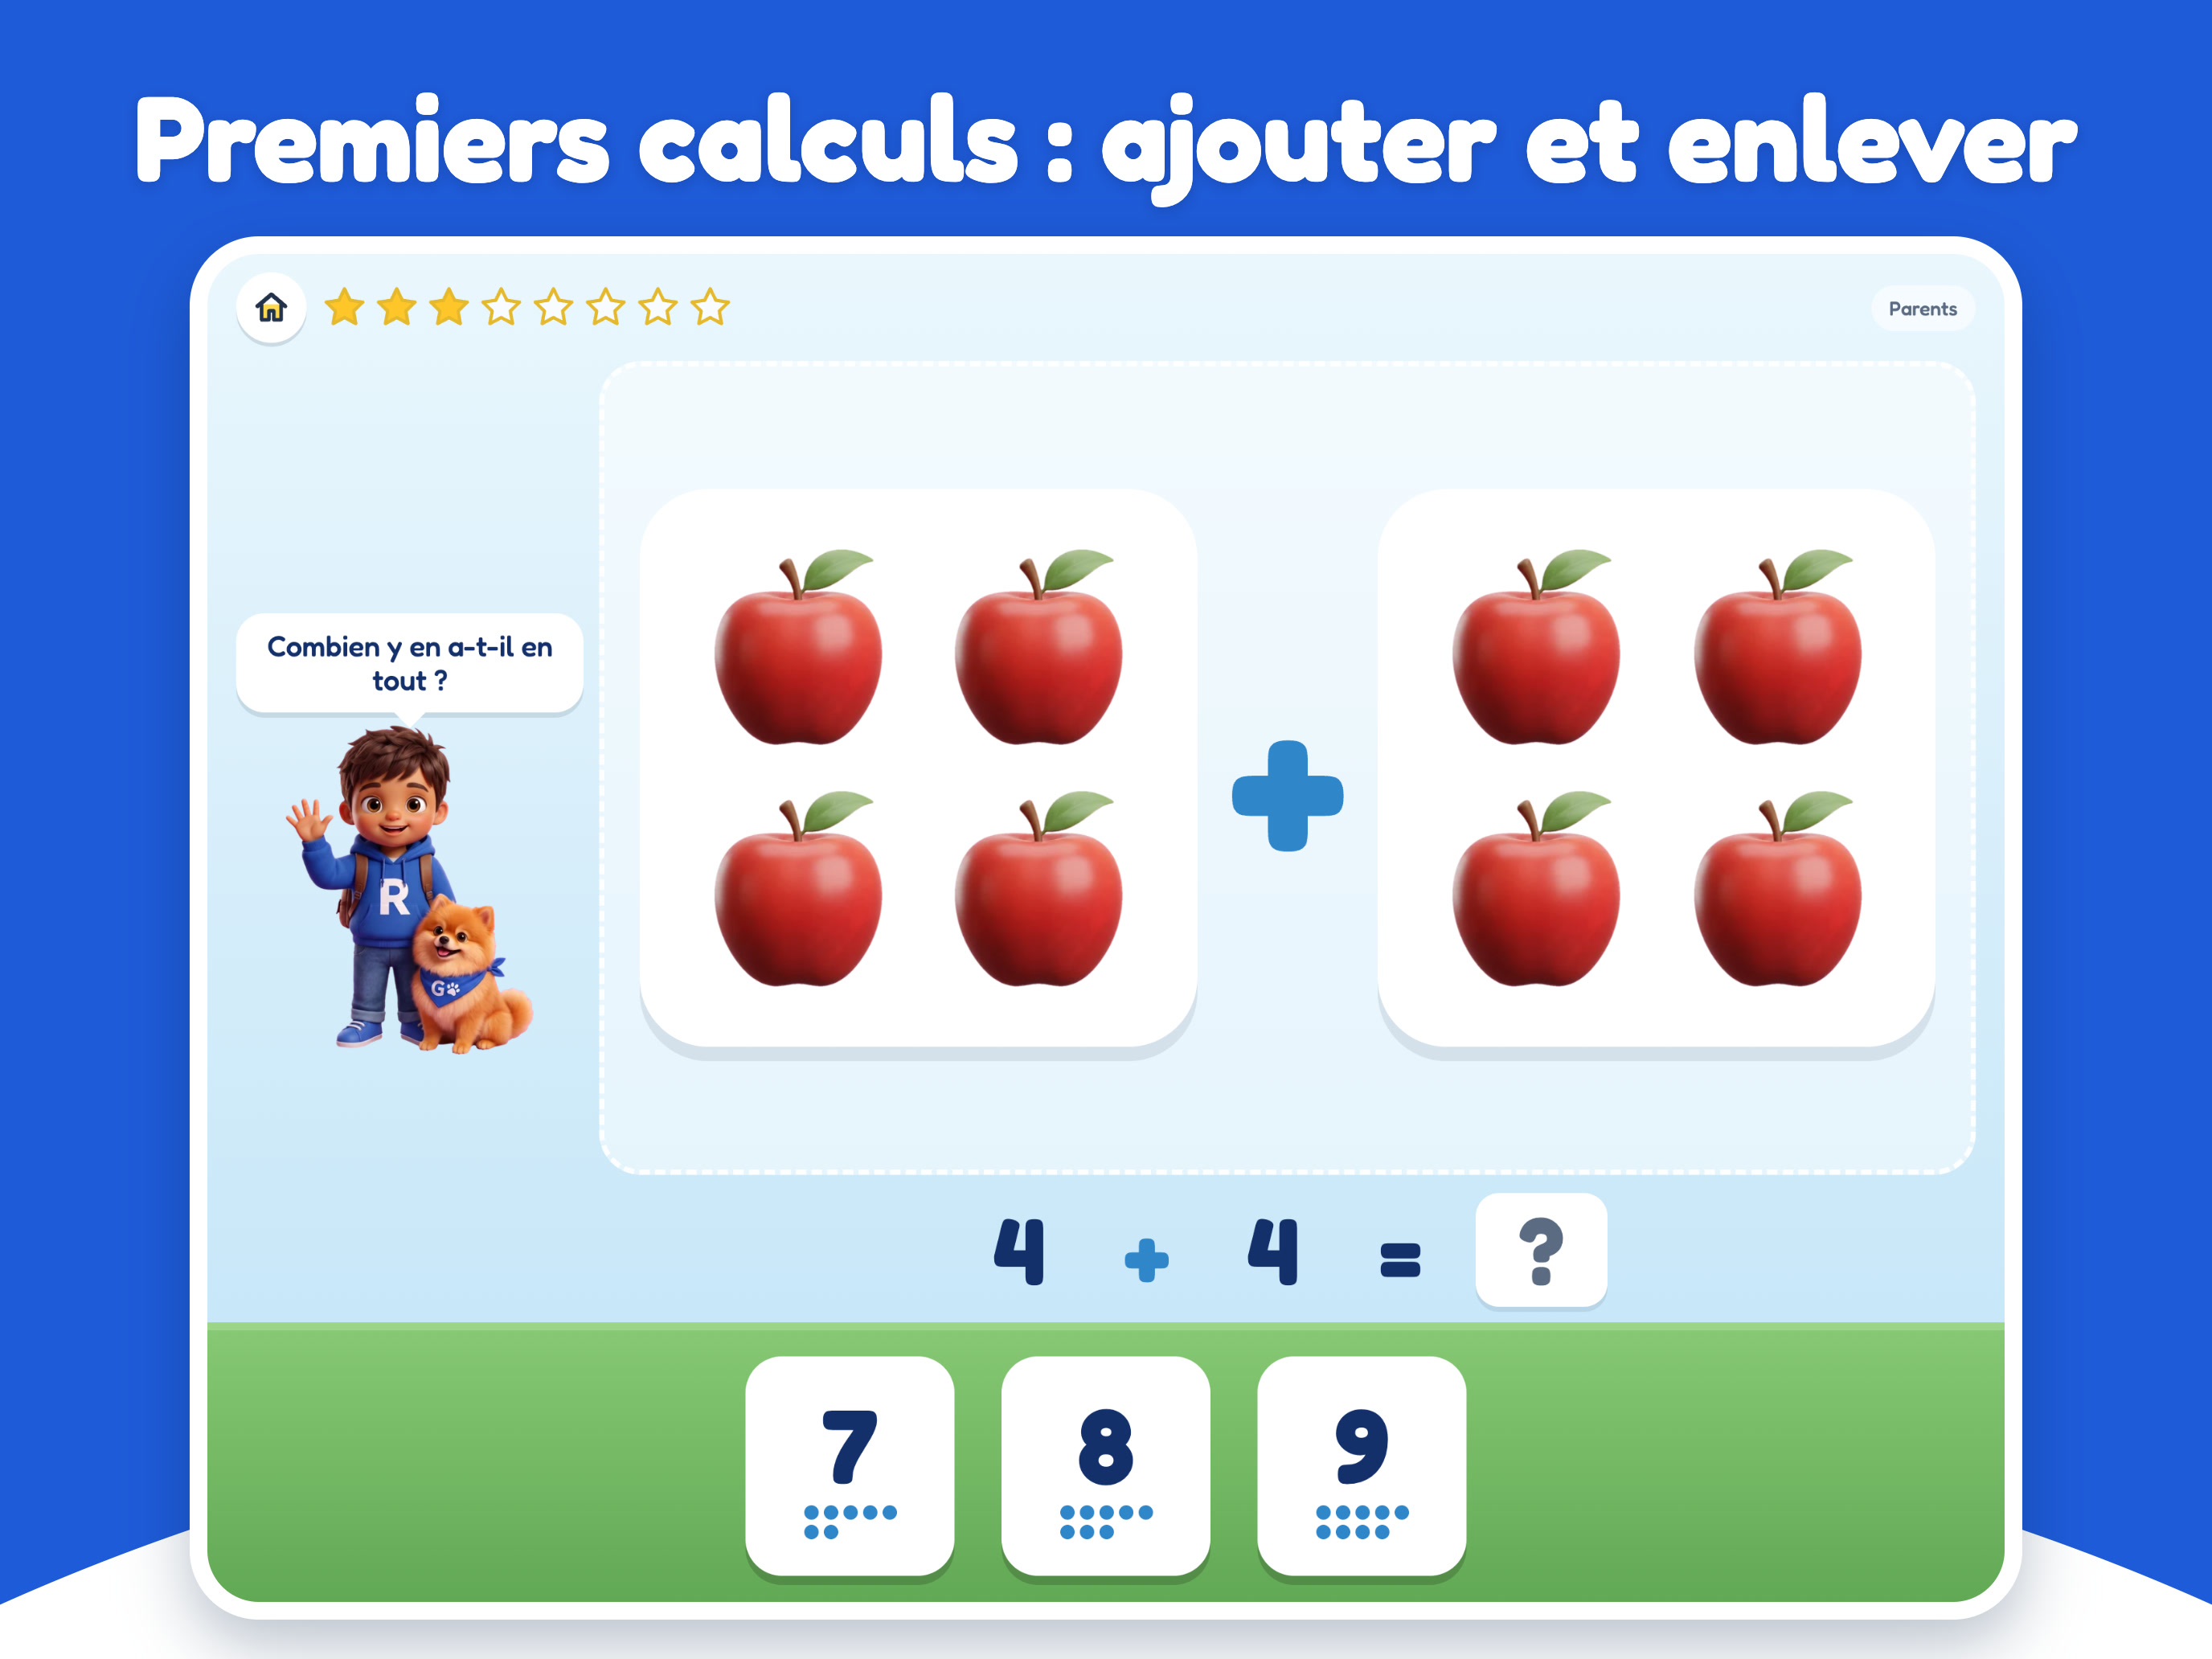 Premiers calculs : ajouter et enlever
Parents
Combien y en a-t-il en
tout ?
R
G
4 + 4 = ?
7 8 9